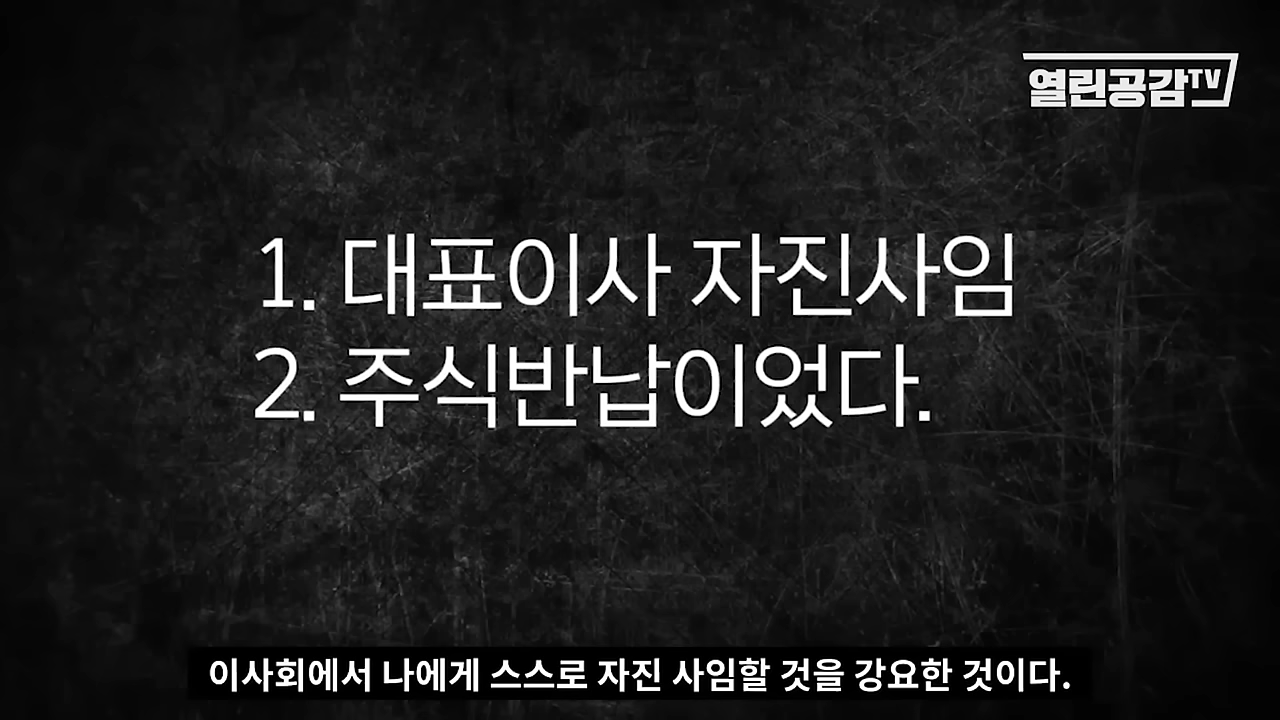 열린공감TV
1. 대표이사 자진사임
2. 주식반납이었다.
이사회에서 나에게 스스로 자진 사임할 것을 강요한 것이다.